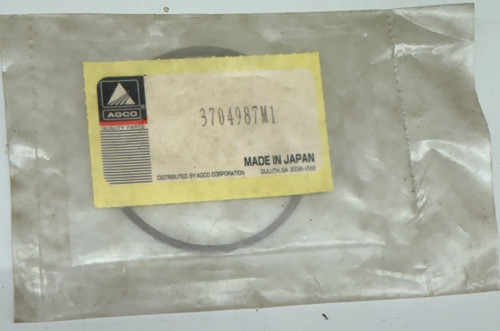 AGCO
QUALITY PARTS
3704987M1
MADE IN JAPAN
DISTRIBUTED BY AGCO CORPORATION DULUTH, GA